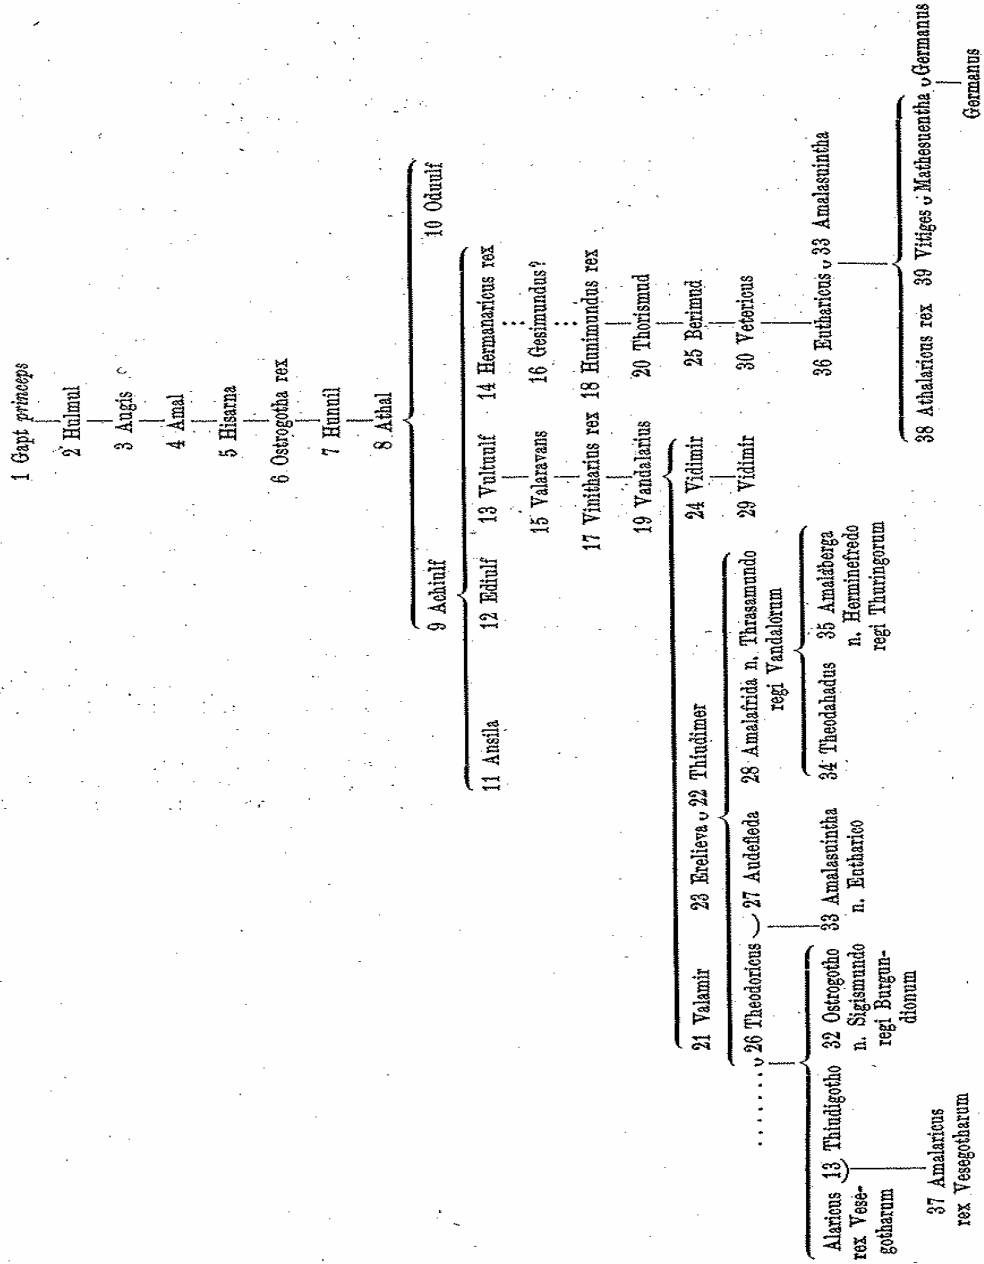 1 Gapt princeps
2 Hulmul
3 Augis
4 Amal
5 Hisarna
6 Ostrogotha rex
7 Hunuil
8 Athal
9 Achiulf 10 Oduulf
11 Ansila 12 Ediulf 13 Vultuulf 14 Hermanaricus rex
15 Valaravans 16 Gesimundus?
17 Vinitharius rex 18 Hunimundus rex
19 Vandalarius 20 Thorismud
21 Valamir 23 Erelieva 22 Thiudimer 24 Vidimir 25 Berimud
26 Theodoricus 27 Audefleda 28 Amalafrida n. Thrasamundo 29 Vidimir 30 Vetericus
regi Vandalorum
Alaricus 13 Thiudigotho 32 Ostrogotho 33 Amalasuintha 34 Theodahadus 35 Amalaberga 36 Eutharicus 33 Amalasuintha
rex Vese- n. Sigismundo n. Eutharico n. Herminefredo
gotharum regi Burgun- regi Thuringorum
dionum
37 Amalaricus 38 Athalaricus rex 39 Vitiges Mathesuentha Germanus
rex Vesegotharum Germanus